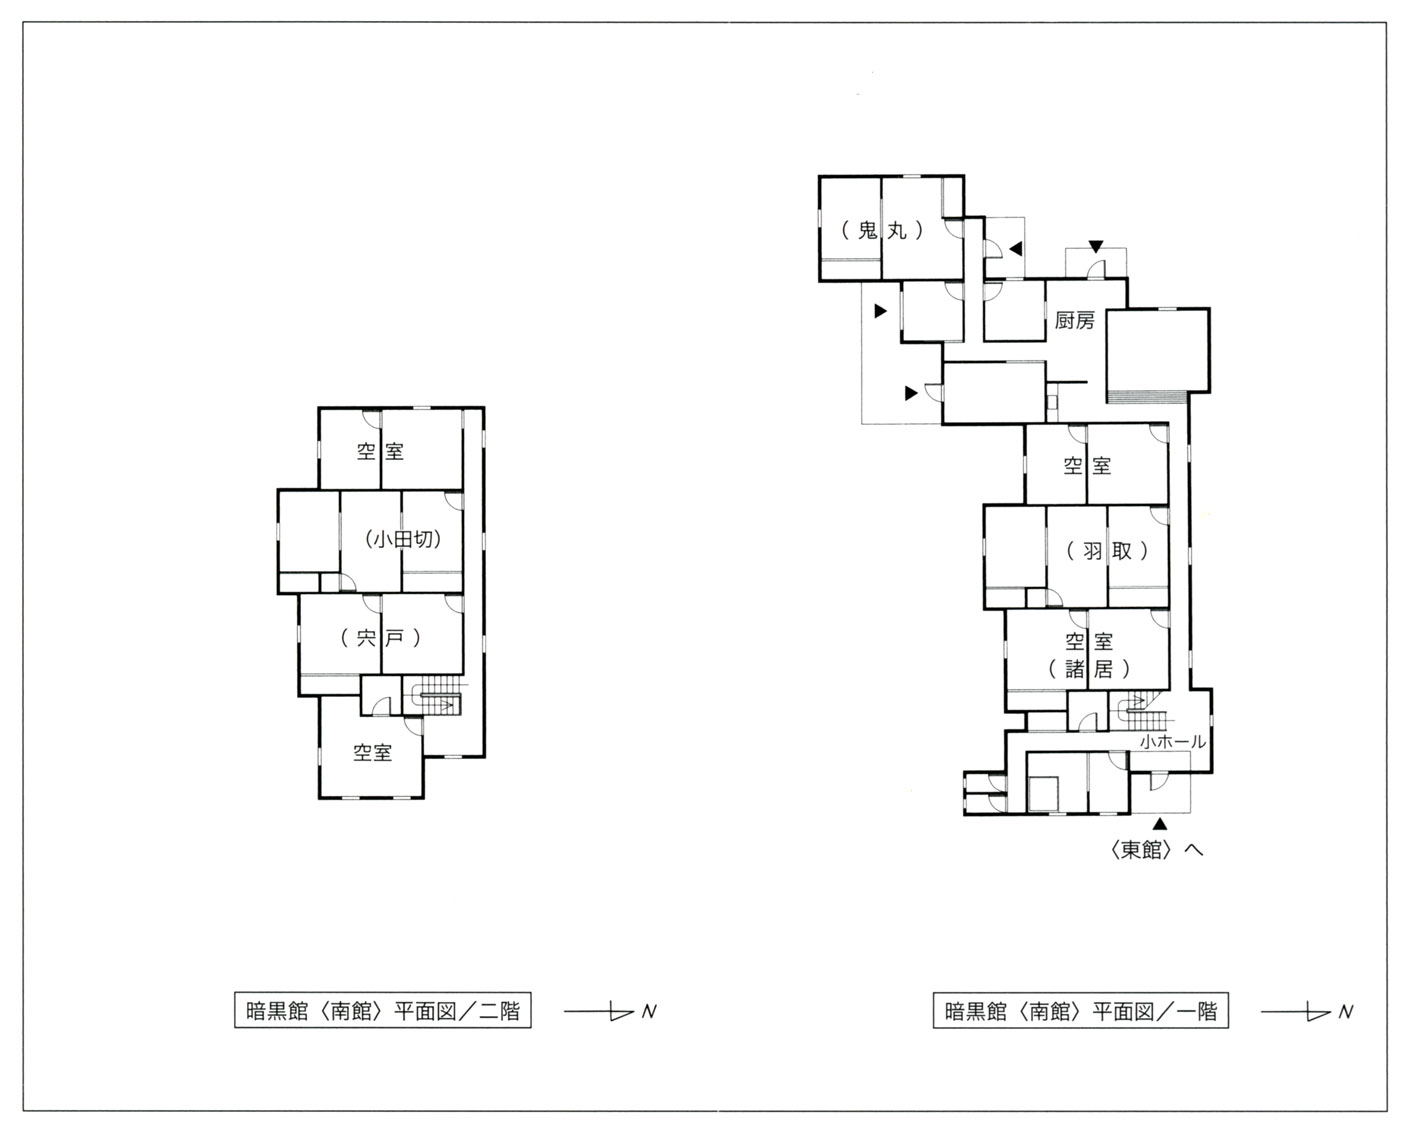 空室
（小田切）
（宍戸）
空室
（鬼丸）
厨房
空室
（羽取）
空室
（諸居）
小ホール
〈東館〉へ
暗黒館〈南館〉平面図／二階
N
暗黒館〈南館〉平面図／一階
N